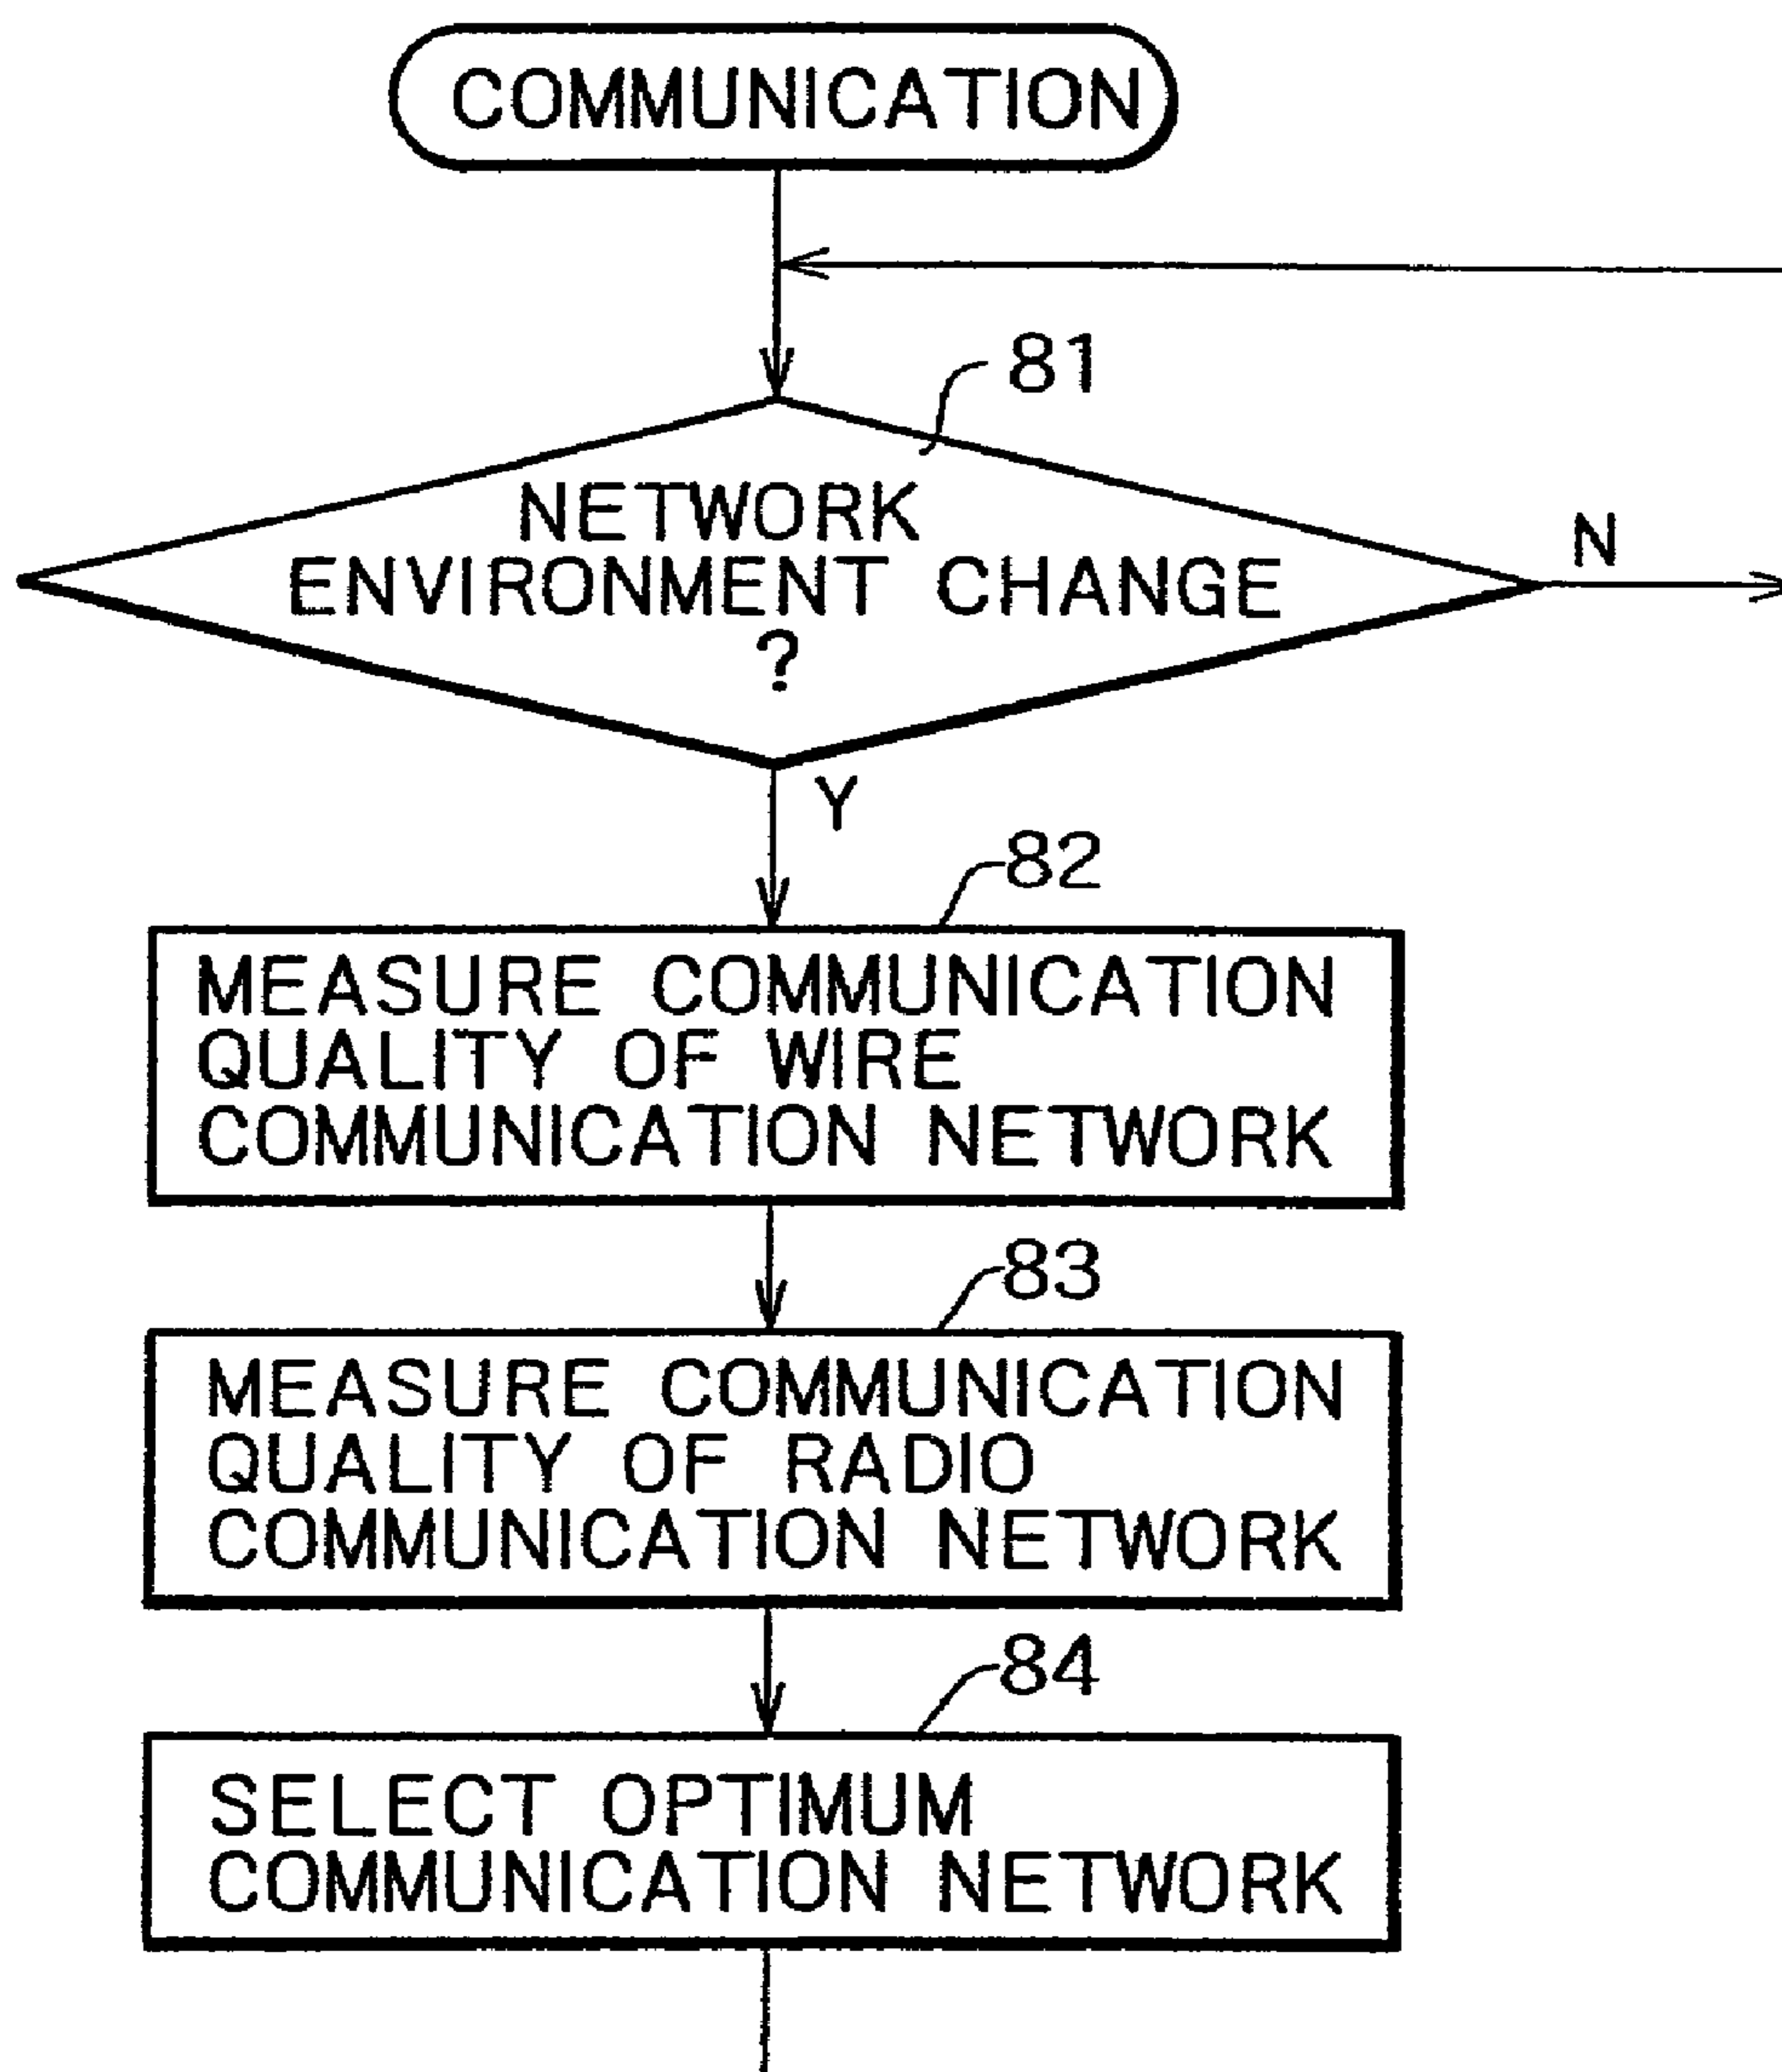 COMMUNICATION
81
NETWORK
ENVIRONMENT CHANGE
?
N
Y
82
MEASURE COMMUNICATION
QUALITY OF WIRE
COMMUNICATION NETWORK
83
MEASURE COMMUNICATION
QUALITY OF RADIO
COMMUNICATION NETWORK
84
SELECT OPTIMUM
COMMUNICATION NETWORK